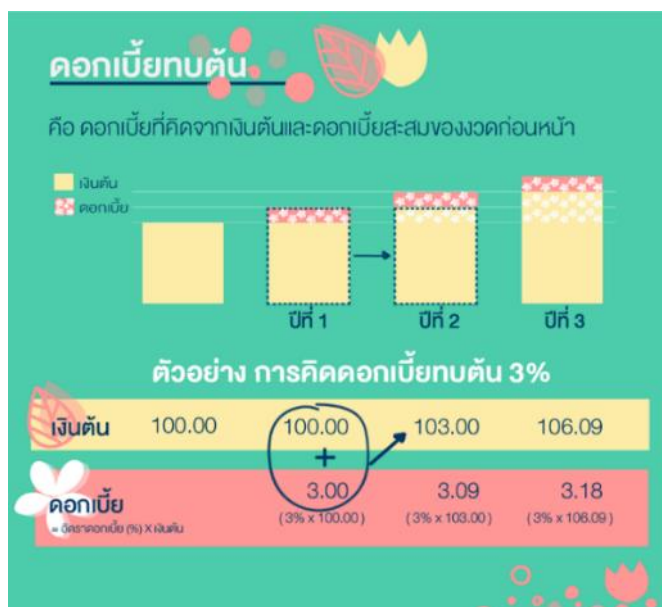 ดอกเบี้ยทบต้น
คือ ดอกเบี้ยที่คิดจากเงินต้นและดอกเบี้ยสะสมของงวดก่อนหน้า
เงินต้น
ดอกเบี้ย
ปีที่ 1 ปีที่ 2 ปีที่ 3
ตัวอย่าง การคิดดอกเบี้ยทบต้น 3%
เงินต้น 100.00 100.00 103.00 106.09
+
ดอกเบี้ย 3.00 3.09 3.18
= อัตราดอกเบี้ย (%) X เงินต้น (3% x 100.00) (3% x 103.00) (3% x 106.09)